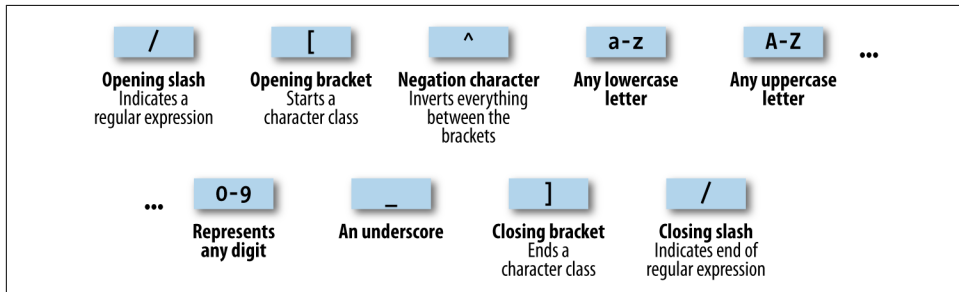 / [ ^ a-z A-Z ...
Opening slash
Indicates a
regular expression
Opening bracket
Starts a
character class
Negation character
Inverts everything
between the
brackets
Any lowercase
letter
Any uppercase
letter
... 0-9 _ ] /
Represents
any digit
An underscore
Closing bracket
Ends a
character class
Closing slash
Indicates end of
regular expression